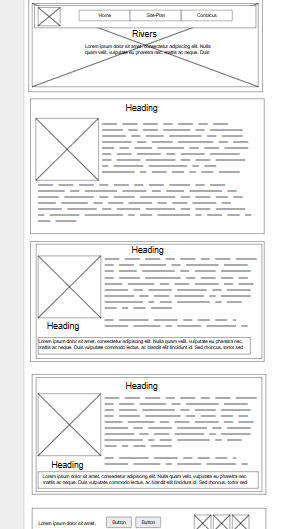 Home Site-Plan Contacus
Rivers
Lorem ipsum dolor sit amet, consectetur adipiscing elit. Nulla
quam velit, vulputate eu pharetra nec, mattis ac neque. Duis
Heading
Heading
Heading
Lorem ipsum dolor sit amet, consectetur adipiscing elit. Nulla quam velit, vulputate eu pharetra nec,
mattis ac neque. Duis vulputate commodo lectus, ac blandit elit tincidunt id. Sed rhoncus, tortor sed
Heading
Heading
Lorem ipsum dolor sit amet, consectetur adipiscing elit. Nulla quam velit, vulputate eu pharetra nec,
mattis ac neque. Duis vulputate commodo lectus, ac blandit elit tincidunt id. Sed rhoncus, tortor sed
Lorem ipsum dolor sit amet, Button Button